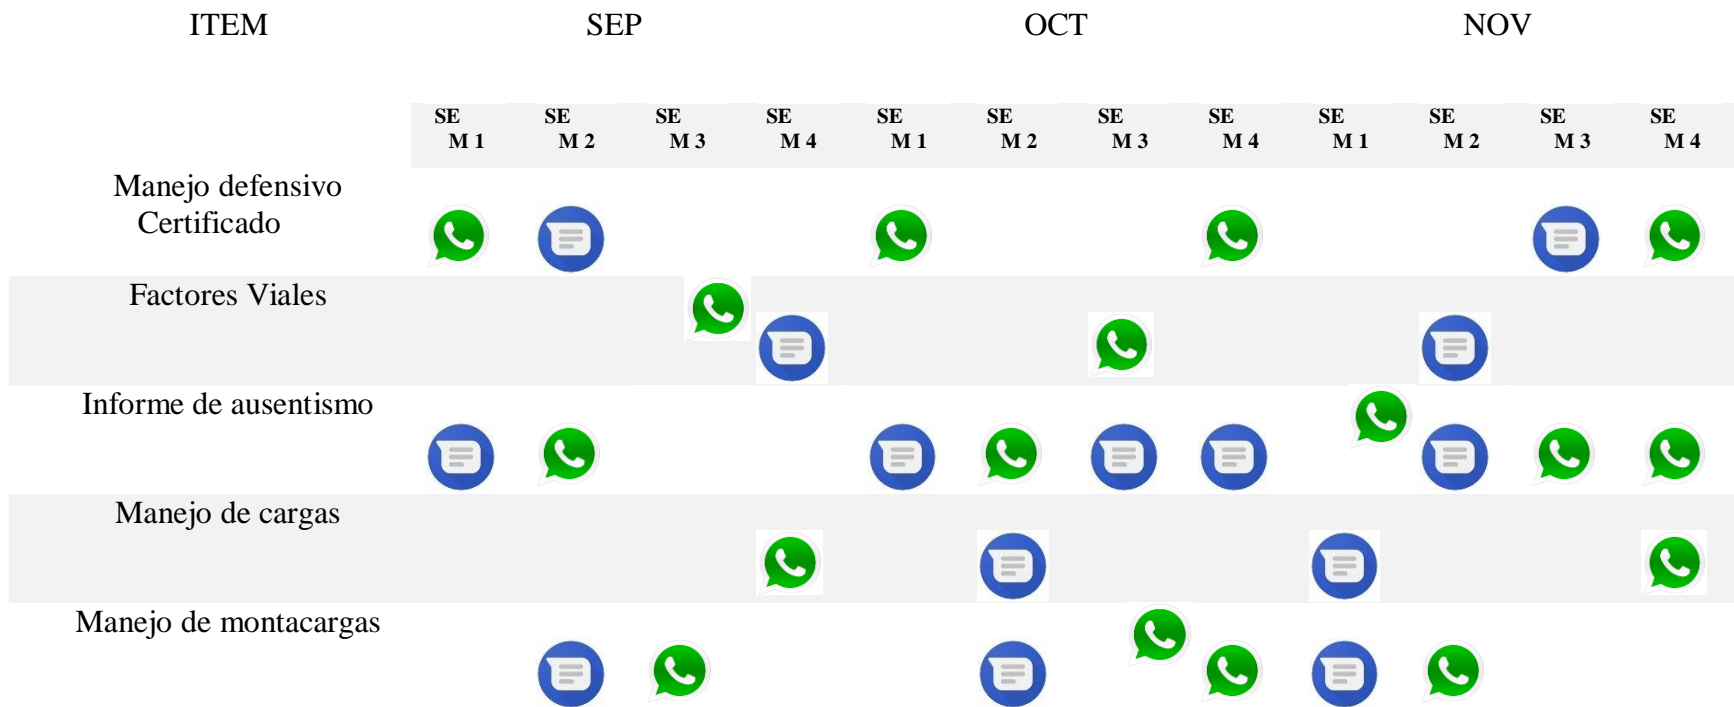 ITEM SEP OCT NOV
SE SE SE SE SE SE SE SE SE SE SE SE
M 1 M 2 M 3 M 4 M 1 M 2 M 3 M 4 M 1 M 2 M 3 M 4
Manejo defensivo
Certificado
Factores Viales
Informe de ausentismo
Manejo de cargas
Manejo de montacargas